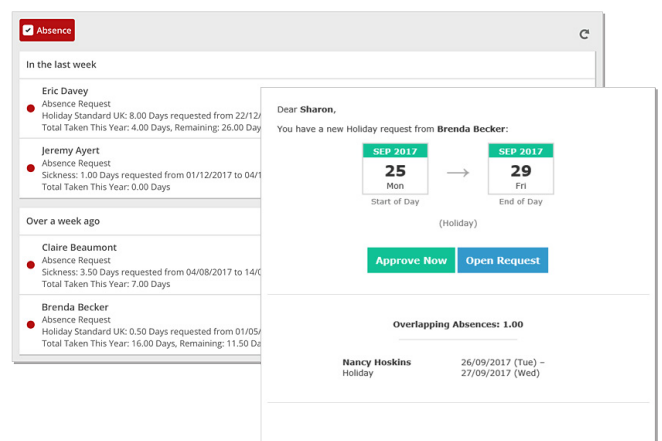 Absence
In the last week
Eric Davey
Absence Request
Holiday Standard UK: 8.00 Days requested from 22/12/
Total Taken This Year: 4.00 Days, Remaining: 26.00 Day
Jeremy Ayert
Absence Request
Sickness: 1.00 Days requested from 01/12/2017 to 04/1
Total Taken This Year: 0.00 Days
Over a week ago
Claire Beaumont
Absence Request
Sickness: 3.50 Days requested from 04/08/2017 to 14/0
Total Taken This Year: 7.00 Days
Brenda Becker
Absence Request
Holiday Standard UK: 0.50 Days requested from 01/05/
Total Taken This Year: 16.00 Days, Remaining: 11.50 Da
Dear Sharon,
You have a new Holiday request from Brenda Becker:
SEP 2017 SEP 2017
25 → 29
Mon Fri
Start of Day End of Day
(Holiday)
Approve Now Open Request
Overlapping Absences: 1.00
Nancy Hoskins 26/09/2017 (Tue) –
Holiday 27/09/2017 (Wed)